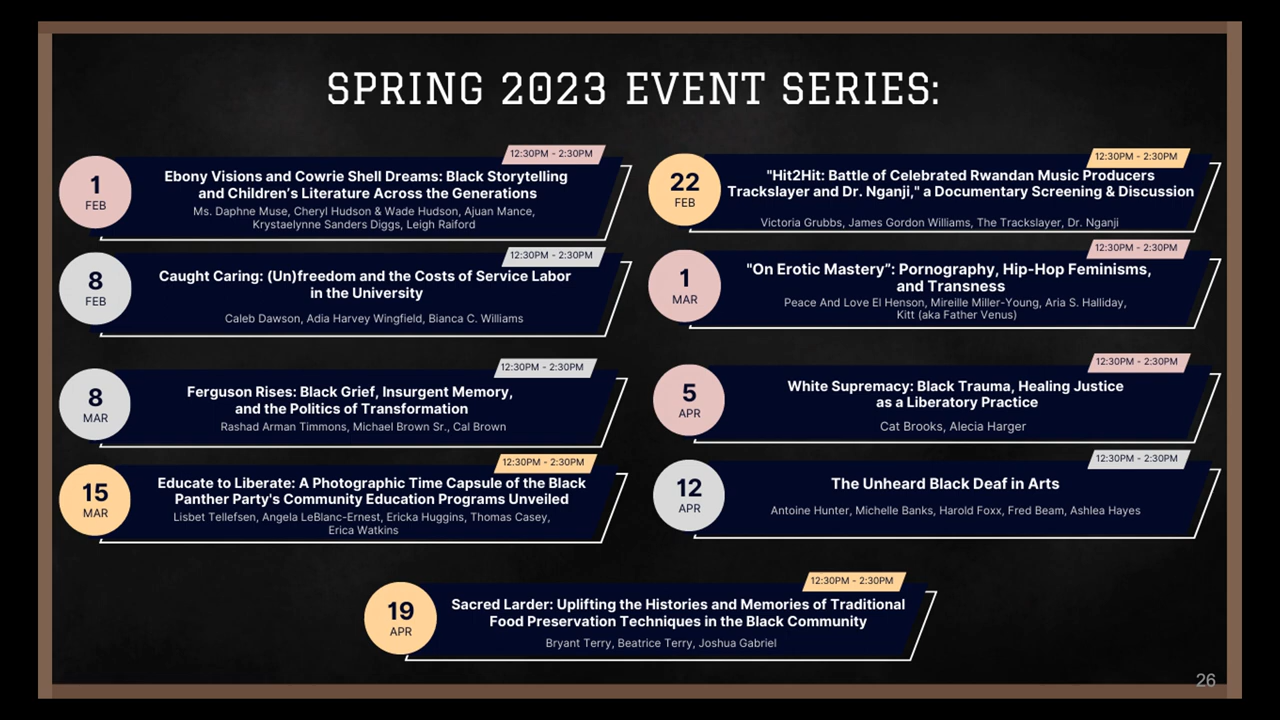 SPRING 2023 EVENT SERIES:
12:30PM - 2:30PM
1
FEB
Ebony Visions and Cowrie Shell Dreams: Black Storytelling
and Children’s Literature Across the Generations
Ms. Daphne Muse, Cheryl Hudson & Wade Hudson, Ajuan Mance,
Krystaelynne Sanders Diggs, Leigh Raiford
12:30PM - 2:30PM
22
FEB
"Hit2Hit: Battle of Celebrated Rwandan Music Producers
Trackslayer and Dr. Nganji," a Documentary Screening & Discussion
Victoria Grubbs, James Gordon Williams, The Trackslayer, Dr. Nganji
12:30PM - 2:30PM
8
FEB
Caught Caring: (Un)freedom and the Costs of Service Labor
in the University
Caleb Dawson, Adia Harvey Wingfield, Bianca C. Williams
12:30PM - 2:30PM
1
MAR
"On Erotic Mastery”: Pornography, Hip-Hop Feminisms,
and Transness
Peace And Love El Henson, Mireille Miller-Young, Aria S. Halliday,
Kitt (aka Father Venus)
12:30PM - 2:30PM
8
MAR
Ferguson Rises: Black Grief, Insurgent Memory,
and the Politics of Transformation
Rashad Arman Timmons, Michael Brown Sr., Cal Brown
12:30PM - 2:30PM
5
APR
White Supremacy: Black Trauma, Healing Justice
as a Liberatory Practice
Cat Brooks, Alecia Harger
12:30PM - 2:30PM
15
MAR
Educate to Liberate: A Photographic Time Capsule of the Black
Panther Party's Community Education Programs Unveiled
Lisbet Tellefsen, Angela LeBlanc-Ernest, Ericka Huggins, Thomas Casey,
Erica Watkins
12:30PM - 2:30PM
12
APR
The Unheard Black Deaf in Arts
Antoine Hunter, Michelle Banks, Harold Foxx, Fred Beam, Ashlea Hayes
12:30PM - 2:30PM
19
APR
Sacred Larder: Uplifting the Histories and Memories of Traditional
Food Preservation Techniques in the Black Community
Bryant Terry, Beatrice Terry, Joshua Gabriel
26